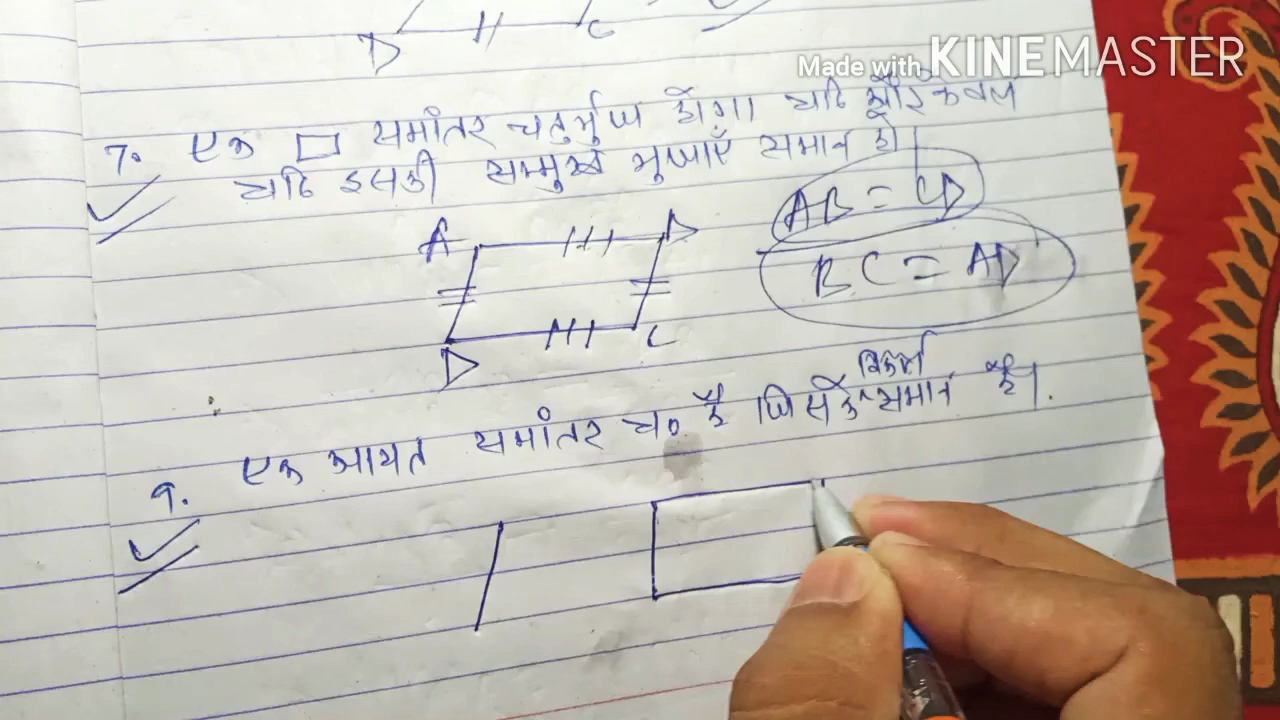 Made with KINEMASTER
D C
7. एक □ समांतर चतुर्भुज होगा यदि और केवल
यदि इसकी सम्मुख भुजाएँ समान हो
A B
AB = CD
BC = AD
D C
विकर्ण
9. एक आयत समांतर च० है जिसके ^ समान है।